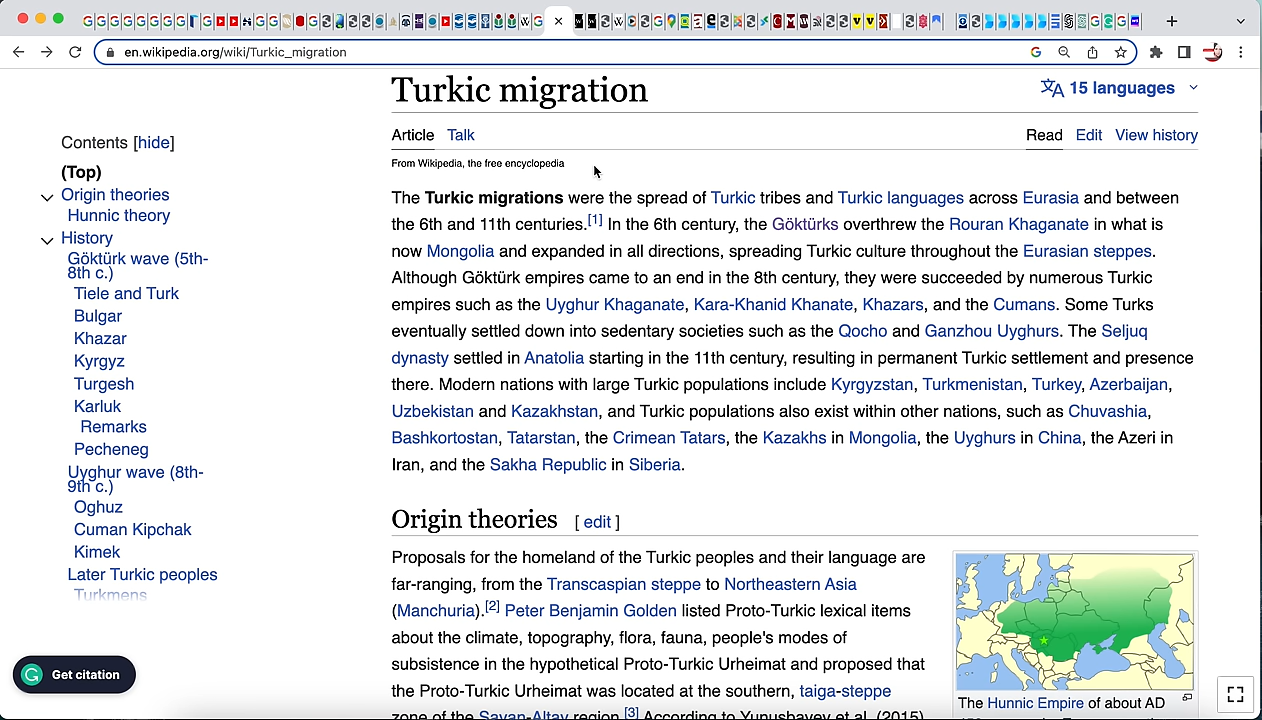 en.wikipedia.org/wiki/Turkic_migration
Turkic migration
15 languages
Contents [hide]
Article Talk
Read Edit View history
From Wikipedia, the free encyclopedia
(Top)
Origin theories
Hunnic theory
History
Göktürk wave (5th-
8th c.)
Tiele and Turk
Bulgar
Khazar
Kyrgyz
Turgesh
Karluk
Remarks
Pecheneg
Uyghur wave (8th-
9th c.)
Oghuz
Cuman Kipchak
Kimek
Later Turkic peoples
Turkmens
Get citation
The Turkic migrations were the spread of Turkic tribes and Turkic languages across Eurasia and between
the 6th and 11th centuries.[1] In the 6th century, the Göktürks overthrew the Rouran Khaganate in what is
now Mongolia and expanded in all directions, spreading Turkic culture throughout the Eurasian steppes.
Although Göktürk empires came to an end in the 8th century, they were succeeded by numerous Turkic
empires such as the Uyghur Khaganate, Kara-Khanid Khanate, Khazars, and the Cumans. Some Turks
eventually settled down into sedentary societies such as the Qocho and Ganzhou Uyghurs. The Seljuq
dynasty settled in Anatolia starting in the 11th century, resulting in permanent Turkic settlement and presence
there. Modern nations with large Turkic populations include Kyrgyzstan, Turkmenistan, Turkey, Azerbaijan,
Uzbekistan and Kazakhstan, and Turkic populations also exist within other nations, such as Chuvashia,
Bashkortostan, Tatarstan, the Crimean Tatars, the Kazakhs in Mongolia, the Uyghurs in China, the Azeri in
Iran, and the Sakha Republic in Siberia.
Origin theories [ edit ]
Proposals for the homeland of the Turkic peoples and their language are
far-ranging, from the Transcaspian steppe to Northeastern Asia
(Manchuria).[2] Peter Benjamin Golden listed Proto-Turkic lexical items
about the climate, topography, flora, fauna, people's modes of
subsistence in the hypothetical Proto-Turkic Urheimat and proposed that
the Proto-Turkic Urheimat was located at the southern, taiga-steppe
zone of the Sayan-Altay region.[3] According to Yunusbayev et al. (2015)
The Hunnic Empire of about AD